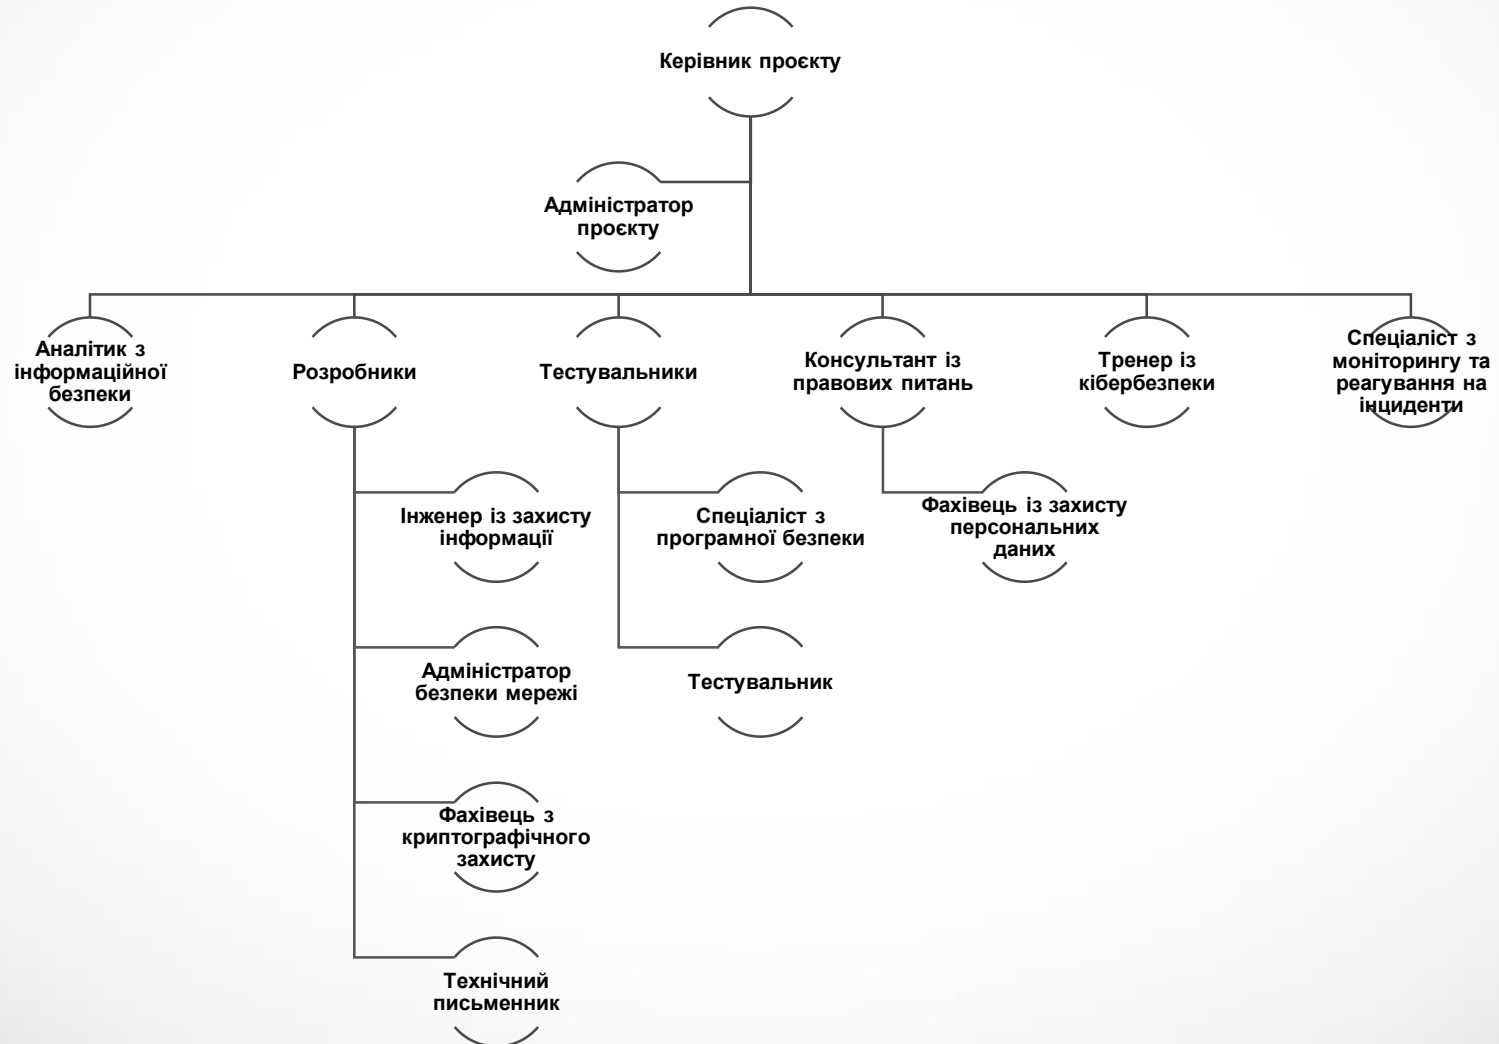 Керівник проєкту
Адміністратор
проєкту
Аналітик з
інформаційної
безпеки
Розробники
Тестувальники
Консультант із
правових питань
Тренер із
кібербезпеки
Спеціаліст з
моніторингу та
реагування на
інциденти
Інженер із захисту
інформації
Спеціаліст з
програмної безпеки
Фахівець із захисту
персональних
даних
Адміністратор
безпеки мережі
Тестувальник
Фахівець з
криптографічного
захисту
Технічний
письменник